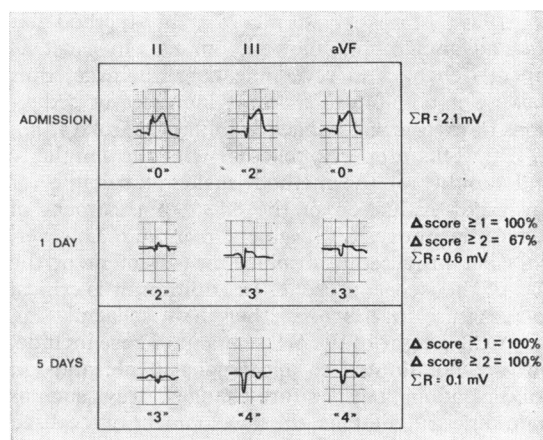 II III aVF
ADMISSION
ΣR = 2.1 mV
"0" "2" "0"
1 DAY
Δ score ≥ 1 = 100%
Δ score ≥ 2 = 67%
ΣR = 0.6 mV
"2" "3" "3"
5 DAYS
Δ score ≥ 1 = 100%
Δ score ≥ 2 = 100%
ΣR = 0.1 mV
"3" "4" "4"